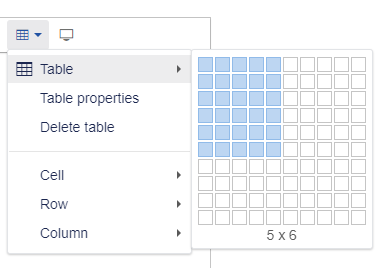 Table
Table properties
Delete table
Cell
Row
Column
5 x 6